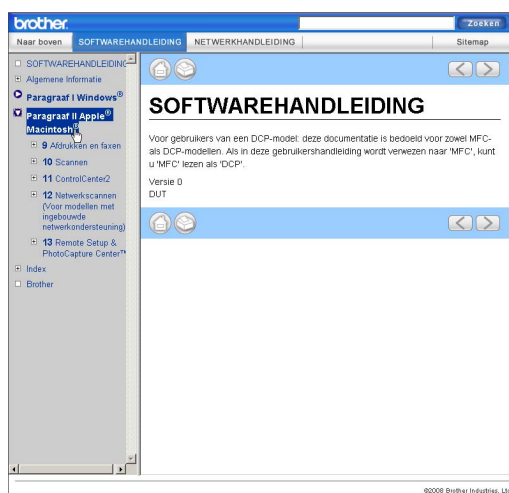 brother.
Zoeken
Naar boven
SOFTWAREHANDLEIDING
NETWERKHANDLEIDING
Sitemap
SOFTWAREHANDLEIDING
Algemene Informatie
Paragraaf I Windows®
Paragraaf II Apple®
Macintosh®
9 Afdrukken en faxen
10 Scannen
11 ControlCenter2
12 Netwerkscannen
(Voor modellen met
ingebouwde
netwerkondersteuning)
13 Remote Setup &
PhotoCapture Center™
Index
Brother
SOFTWAREHANDLEIDING
Voor gebruikers van een DCP-model: deze documentatie is bedoeld voor zowel MFC-
als DCP-modellen. Als in deze gebruikershandleiding wordt verwezen naar 'MFC', kunt
u 'MFC' lezen als 'DCP'.
Versie 0
DUT
©2008 Brother Industries, Ltd